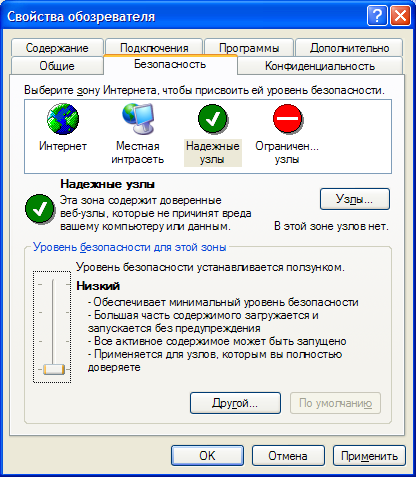 Свойства обозревателя
Содержание Подключения Программы Дополнительно
Общие Безопасность Конфиденциальность
Выберите зону Интернета, чтобы присвоить ей уровень безопасности.
Интернет Местная интрасеть Надежные узлы Ограничен... узлы
Надежные узлы
Эта зона содержит доверенные
веб-узлы, которые не причинят вреда
вашему компьютеру или данным.
Узлы...
В этой зоне узлов нет.
Уровень безопасности для этой зоны
Уровень безопасности устанавливается ползунком.
Низкий
- Обеспечивает минимальный уровень безопасности
- Большая часть содержимого загружается и
запускается без предупреждения
- Все активное содержимое может быть запущено
- Применяется для узлов, которым вы полностью
доверяете
Другой... По умолчанию
OK Отмена Применить